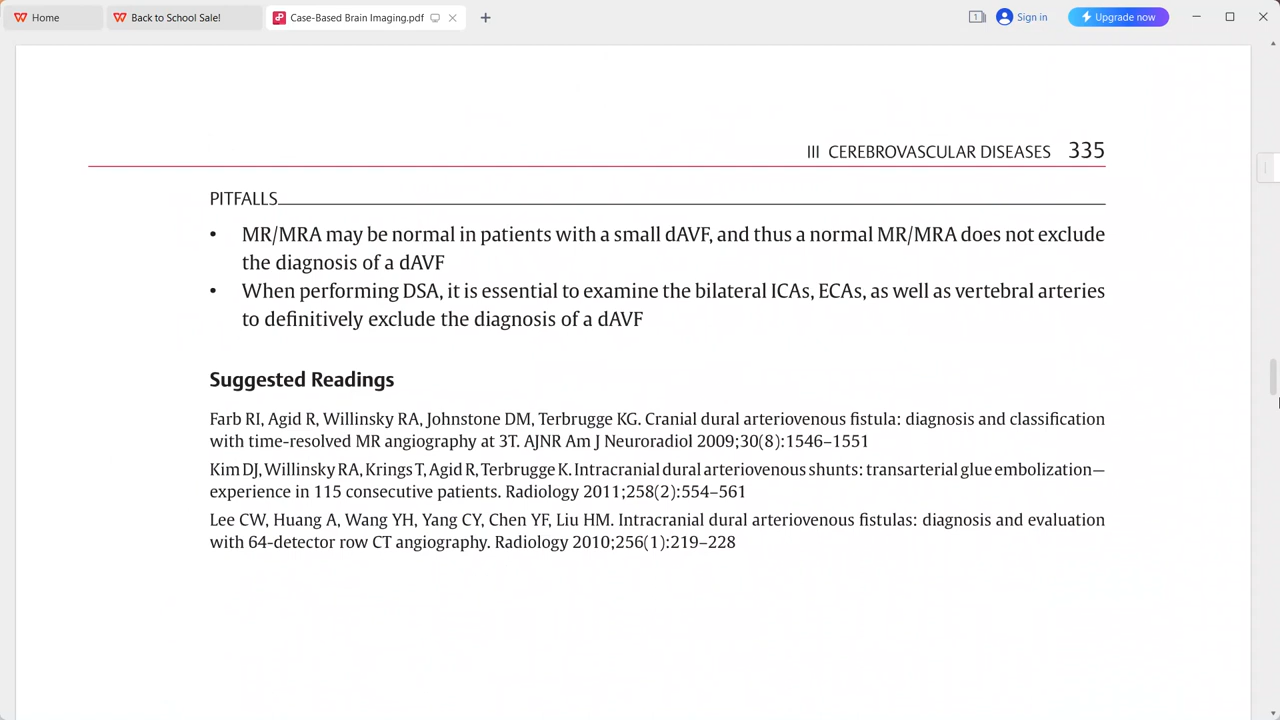 Home
Back to School Sale!
Case-Based Brain Imaging.pdf
1
Sign in
Upgrade now
III CEREBROVASCULAR DISEASES 335
PITFALLS
• MR/MRA may be normal in patients with a small dAVF, and thus a normal MR/MRA does not exclude
the diagnosis of a dAVF
• When performing DSA, it is essential to examine the bilateral ICAs, ECAs, as well as vertebral arteries
to definitively exclude the diagnosis of a dAVF
Suggested Readings
Farb RI, Agid R, Willinsky RA, Johnstone DM, Terbrugge KG. Cranial dural arteriovenous fistula: diagnosis and classification
with time-resolved MR angiography at 3T. AJNR Am J Neuroradiol 2009;30(8):1546–1551
Kim DJ, Willinsky RA, Krings T, Agid R, Terbrugge K. Intracranial dural arteriovenous shunts: transarterial glue embolization—
experience in 115 consecutive patients. Radiology 2011;258(2):554–561
Lee CW, Huang A, Wang YH, Yang CY, Chen YF, Liu HM. Intracranial dural arteriovenous fistulas: diagnosis and evaluation
with 64-detector row CT angiography. Radiology 2010;256(1):219–228